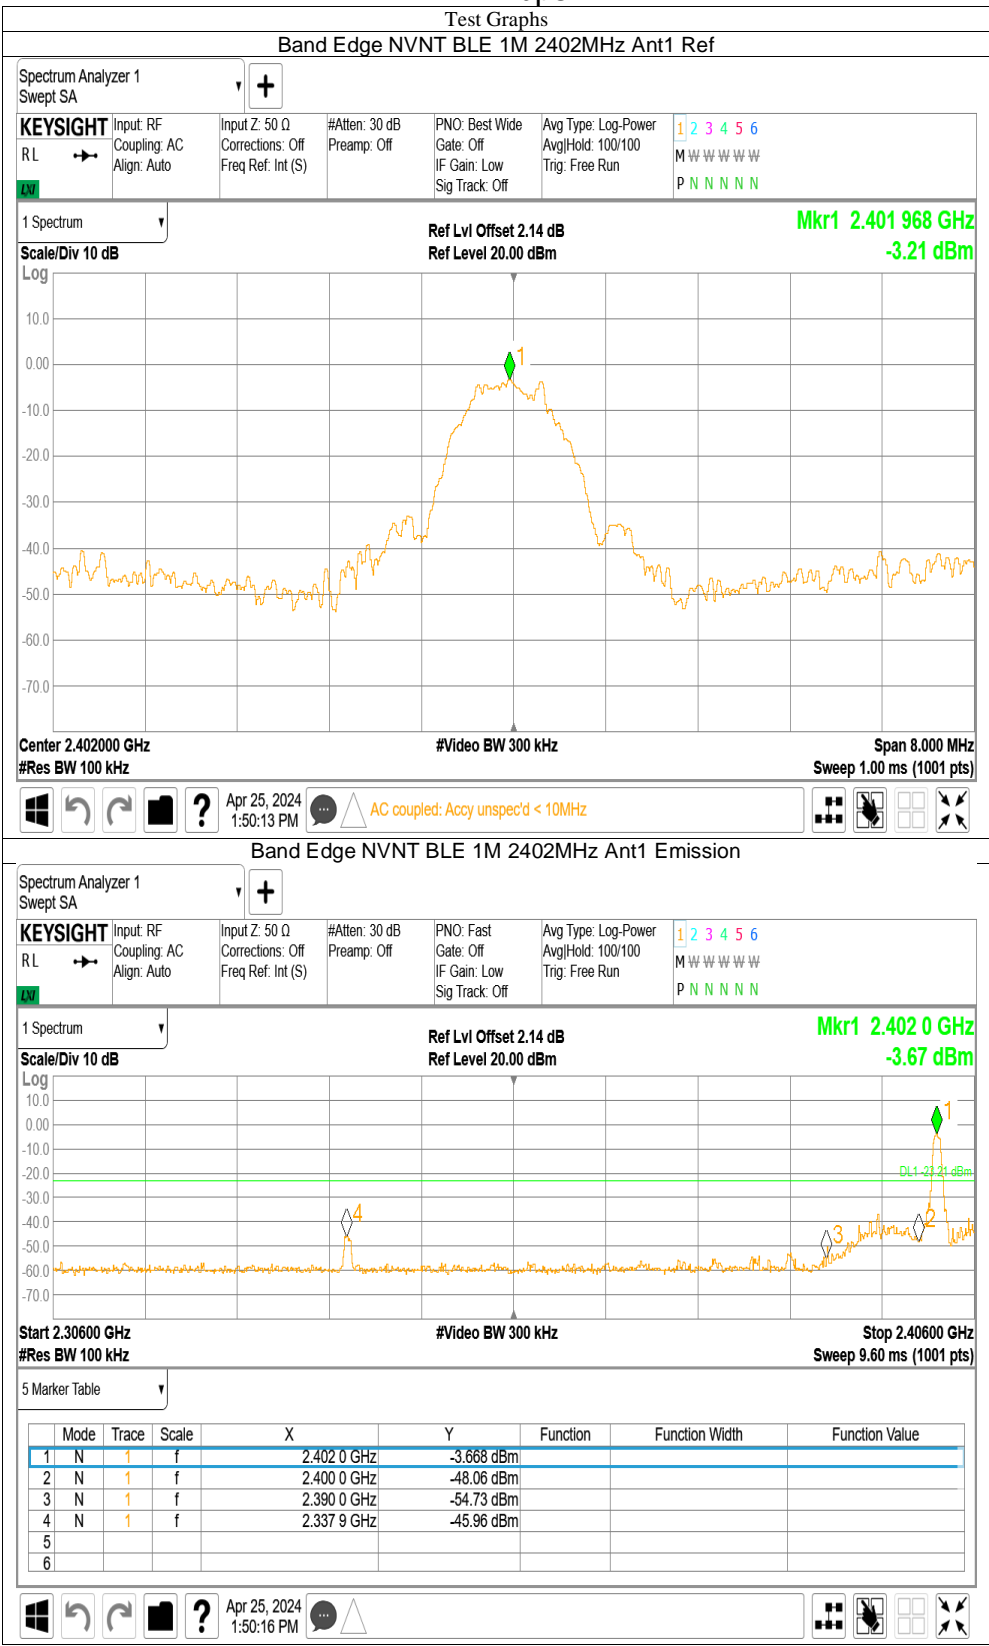 Test Graphs
Band Edge NVNT BLE 1M 2402MHz Ant1 Ref
Spectrum Analyzer 1
Swept SA
KEYSIGHT
RL
LXI
Input: RF
Coupling: AC
Align: Auto
Input Z: 50 Ω
Corrections: Off
Freq Ref: Int (S)
#Atten: 30 dB
Preamp: Off
PNO: Best Wide
Gate: Off
IF Gain: Low
Sig Track: Off
Avg Type: Log-Power
Avg|Hold: 100/100
Trig: Free Run
1 2 3 4 5 6
M W W W W W
P N N N N N
1 Spectrum
Scale/Div 10 dB
Ref Lvl Offset 2.14 dB
Ref Level 20.00 dBm
Mkr1 2.401 968 GHz
-3.21 dBm
Log
10.0
0.00
-10.0
-20.0
-30.0
-40.0
-50.0
-60.0
-70.0
1
Center 2.402000 GHz
#Res BW 100 kHz
#Video BW 300 kHz
Span 8.000 MHz
Sweep 1.00 ms (1001 pts)
Apr 25, 2024
1:50:13 PM
AC coupled: Accy unspec'd < 10MHz
Band Edge NVNT BLE 1M 2402MHz Ant1 Emission
Spectrum Analyzer 1
Swept SA
KEYSIGHT
RL
LXI
Input: RF
Coupling: AC
Align: Auto
Input Z: 50 Ω
Corrections: Off
Freq Ref: Int (S)
#Atten: 30 dB
Preamp: Off
PNO: Fast
Gate: Off
IF Gain: Low
Sig Track: Off
Avg Type: Log-Power
Avg|Hold: 100/100
Trig: Free Run
1 2 3 4 5 6
M W W W W W
P N N N N N
1 Spectrum
Scale/Div 10 dB
Ref Lvl Offset 2.14 dB
Ref Level 20.00 dBm
Mkr1 2.402 0 GHz
-3.67 dBm
Log
10.0
0.00
-10.0
-20.0
-30.0
-40.0
-50.0
-60.0
-70.0
1
DL1 -23.21 dBm
4
2
3
Start 2.30600 GHz
#Res BW 100 kHz
#Video BW 300 kHz
Stop 2.40600 GHz
Sweep 9.60 ms (1001 pts)
5 Marker Table
Mode Trace Scale X Y Function Function Width Function Value
1 N 1 f 2.402 0 GHz -3.668 dBm
2 N 1 f 2.400 0 GHz -48.06 dBm
3 N 1 f 2.390 0 GHz -54.73 dBm
4 N 1 f 2.337 9 GHz -45.96 dBm
5
6
Apr 25, 2024
1:50:16 PM